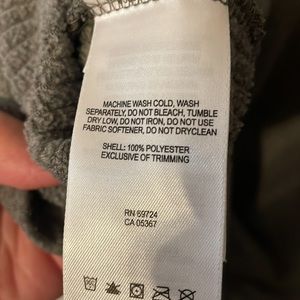 MACHINE WASH COLD, WASH
SEPARATELY, DO NOT BLEACH, TUMBLE
DRY LOW, DO NOT IRON, DO NOT USE
FABRIC SOFTENER, DO NOT DRYCLEAN
SHELL: 100% POLYESTER
EXCLUSIVE OF TRIMMING
RN 69724
CA 05367